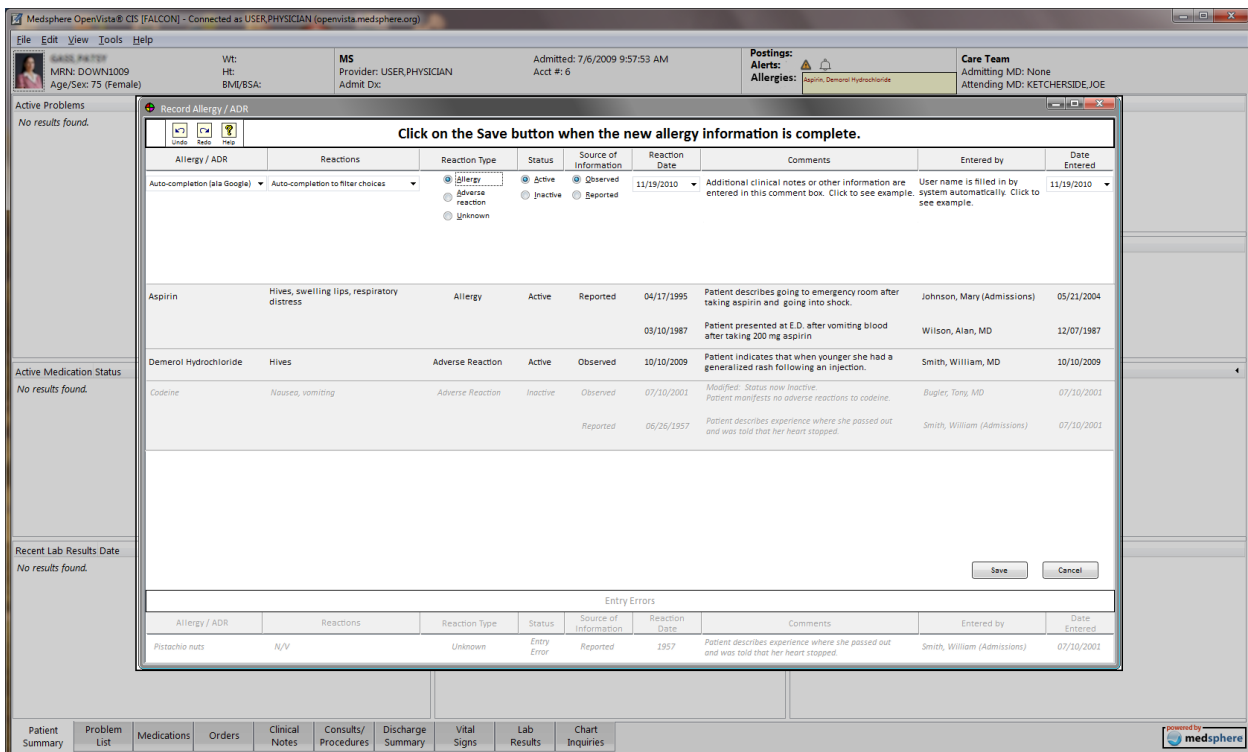 Medsphere OpenVista® CIS [FALCON] - Connected as USER,PHYSICIAN (openvista.medsphere.org)
File Edit View Tools Help
MRN: DOWN1009
Age/Sex: 75 (Female)
Wt:
Ht:
BMI/BSA:
MS
Provider: USER,PHYSICIAN
Admit Dx:
Admitted: 7/6/2009 9:57:53 AM
Acct #: 6
Postings:
Alerts:
Allergies: Aspirin, Demerol Hydrochloride
Care Team
Admitting MD: None
Attending MD: KETCHERSIDE,JOE
Active Problems
No results found.
Record Allergy / ADR
Undo Redo Help
Click on the Save button when the new allergy information is complete.
Allergy / ADR Reactions Reaction Type Status Source of Information Reaction Date Comments Entered by Date Entered
Auto-completion (ala Google) Auto-completion to filter choices
Allergy
Adverse reaction
Unknown
Active
Inactive
Observed
Reported
11/19/2010
Additional clinical notes or other information are
entered in this comment box. Click to see example.
User name is filled in by
system automatically. Click to
see example.
11/19/2010
Aspirin
Hives, swelling lips, respiratory
distress
Allergy Active Reported 04/17/1995
Patient describes going to emergency room after
taking aspirin and going into shock.
Johnson, Mary (Admissions) 05/21/2004
03/10/1987
Patient presented at E.D. after vomiting blood
after taking 200 mg aspirin
Wilson, Alan, MD 12/07/1987
Demerol Hydrochloride Hives Adverse Reaction Active Observed 10/10/2009
Patient indicates that when younger she had a
generalized rash following an injection.
Smith, William, MD 10/10/2009
Codeine Nausea, vomiting Adverse Reaction Inactive Observed 07/10/2001
Modified: Status now Inactive.
Patient manifests no adverse reactions to codeine.
Bugler, Tony, MD 07/10/2001
Reported 06/26/1957
Patient describes experience where she passed out
and was told that her heart stopped.
Smith, William (Admissions) 07/10/2001
Active Medication Status
No results found.
Recent Lab Results Date
No results found.
Save Cancel
Entry Errors
Allergy / ADR Reactions Reaction Type Status Source of Information Reaction Date Comments Entered by Date Entered
Pistachio nuts N/V Unknown Entry Error Reported 1957
Patient describes experience where she passed out
and was told that her heart stopped.
Smith, William (Admissions) 07/10/2001
Patient Summary
Problem List
Medications
Orders
Clinical Notes
Consults/ Procedures
Discharge Summary
Vital Signs
Lab Results
Chart Inquiries
powered by
medsphere